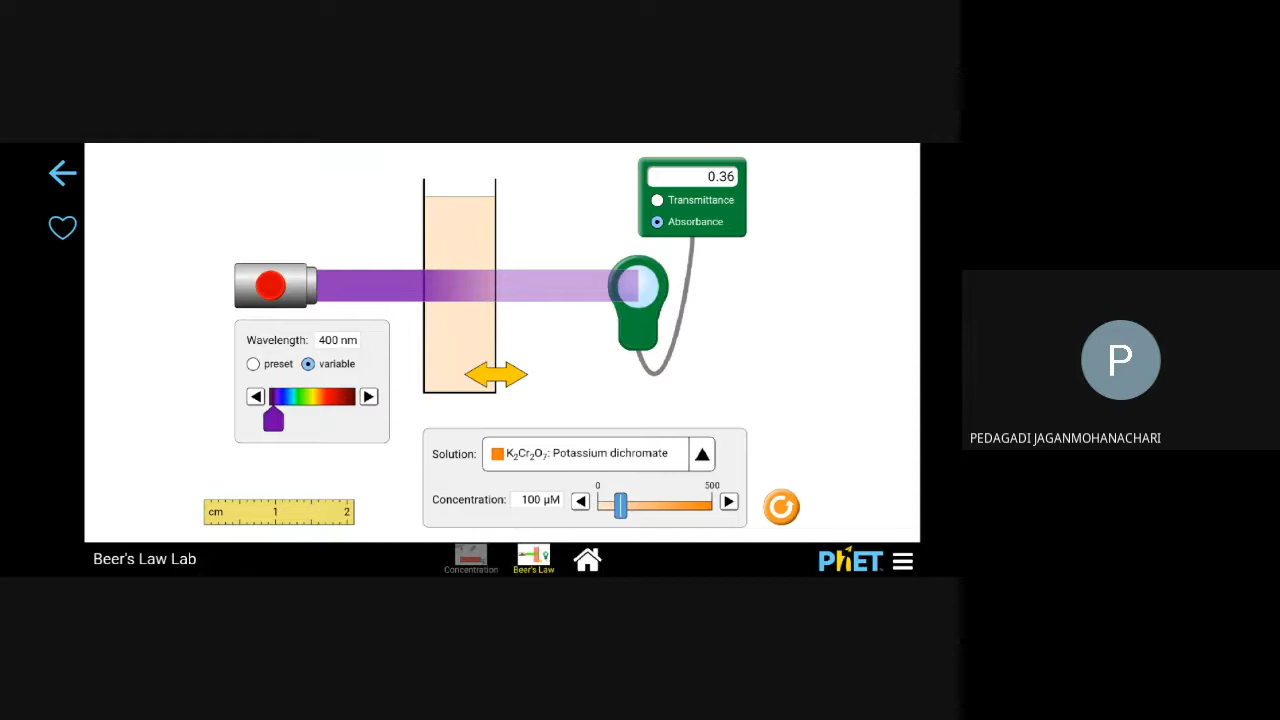 0.36
Transmittance
Absorbance
Wavelength: 400 nm
preset variable
P
PEDAGADI JAGANMOHANACHARI
Solution: K₂Cr₂O₇: Potassium dichromate
0 500
Concentration: 100 µM
cm 1 2
Beer's Law Lab
Concentration
Beer's Law
PhET